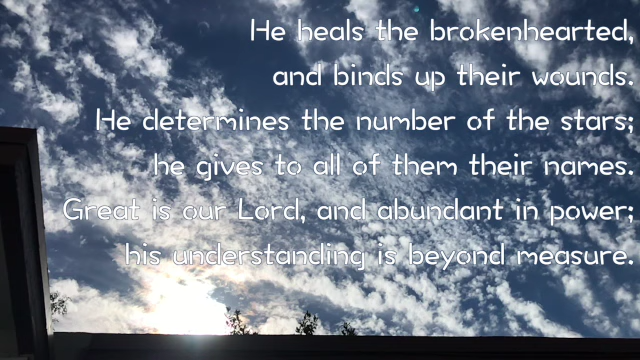 He heals the brokenhearted,
and binds up their wounds.
He determines the number of the stars;
he gives to all of them their names.
Great is our Lord, and abundant in power;
his understanding is beyond measure.